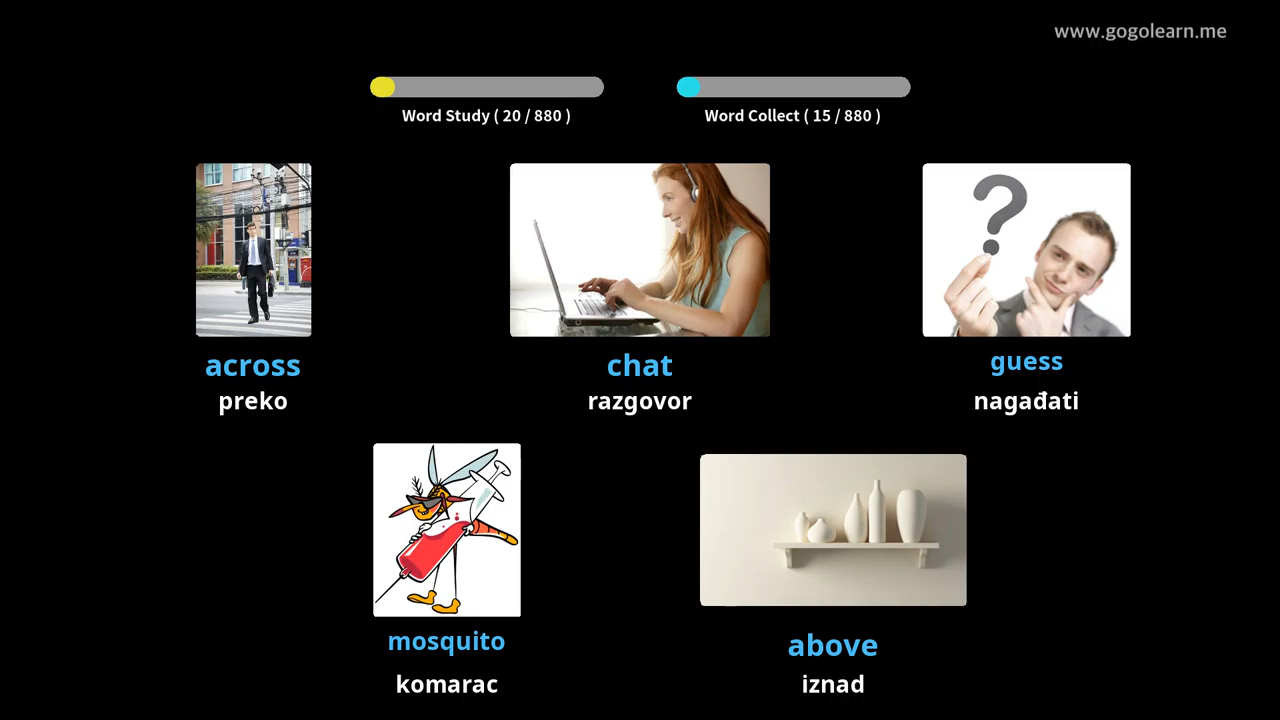 www.gogolearn.me
Word Study ( 20 / 880 )
Word Collect ( 15 / 880 )
across
preko
chat
razgovor
guess
nagađati
mosquito
komarac
above
iznad